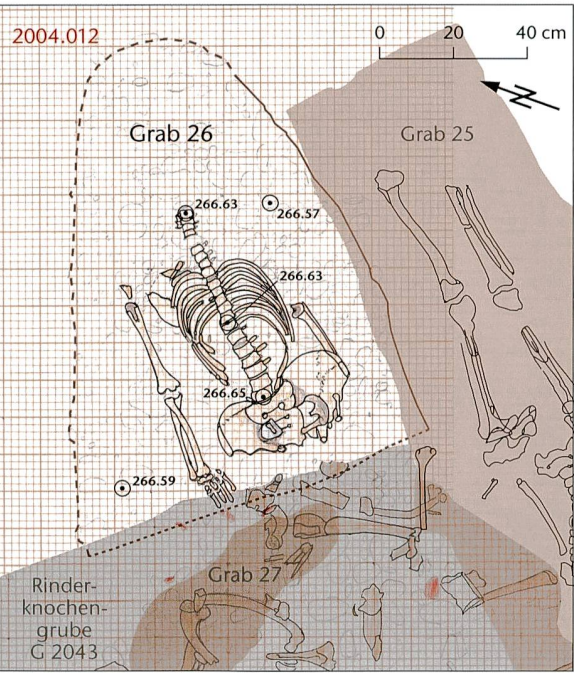 2004.012
0 20 40 cm
N
Grab 26
Grab 25
266.63
266.57
266.63
266.65
266.59
Grab 27
Rinder-
knochen-
grube
G 2043